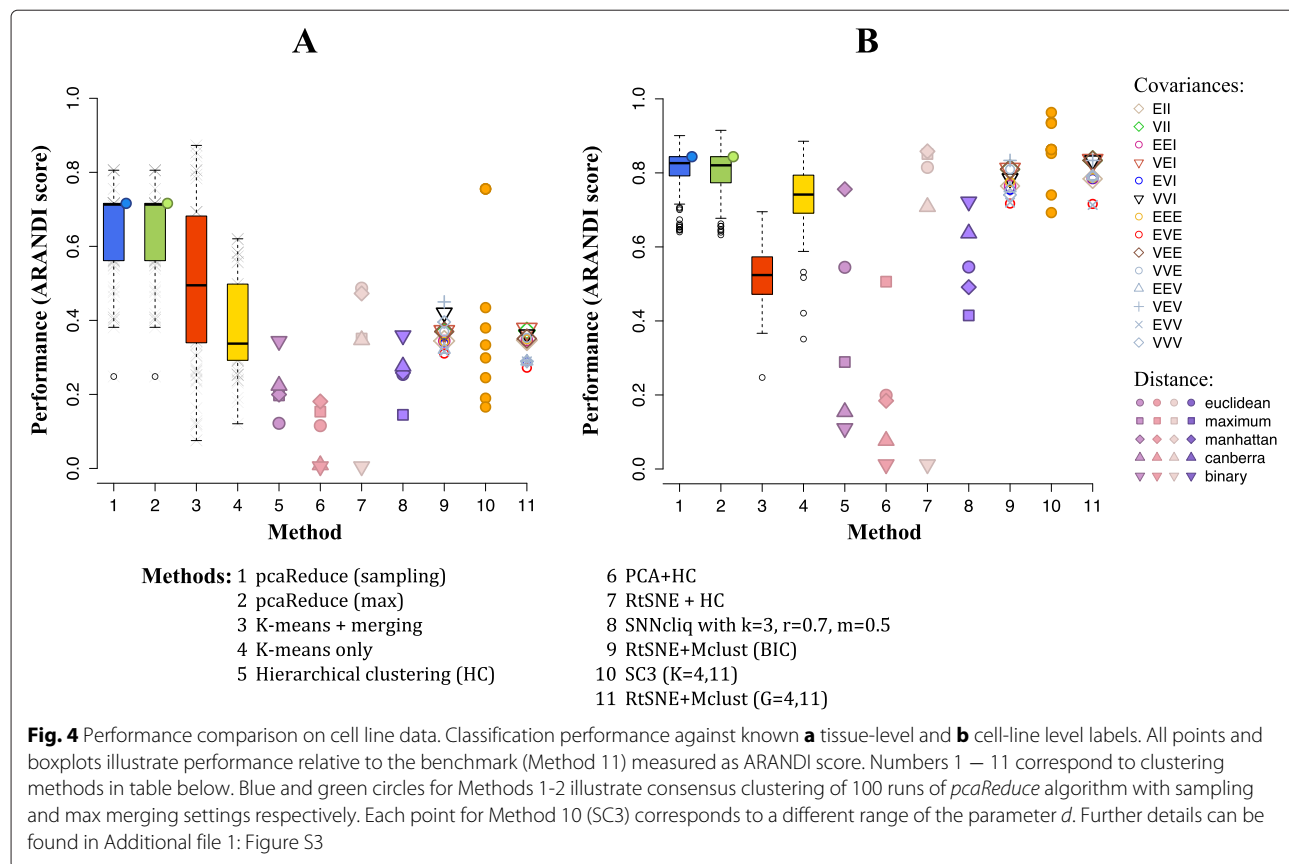 A
B
Performance (ARANDI score)
1.0
0.8
0.6
0.4
0.2
0.0
1 2 3 4 5 6 7 8 9 10 11
Method
Performance (ARANDI score)
1.0
0.8
0.6
0.4
0.2
0.0
1 2 3 4 5 6 7 8 9 10 11
Method
Covariances:
EII
VII
EEI
VEI
EVI
VVI
EEE
EVE
VEE
VVE
EEV
VEV
EVV
VVV
Distance:
euclidean
maximum
manhattan
canberra
binary
Methods: 1 pcaReduce (sampling)
2 pcaReduce (max)
3 K-means + merging
4 K-means only
5 Hierarchical clustering (HC)
6 PCA+HC
7 RtSNE + HC
8 SNNcliq with k=3, r=0.7, m=0.5
9 RtSNE+Mclust (BIC)
10 SC3 (K=4,11)
11 RtSNE+Mclust (G=4,11)
Fig. 4 Performance comparison on cell line data. Classification performance against known a tissue-level and b cell-line level labels. All points and
boxplots illustrate performance relative to the benchmark (Method 11) measured as ARANDI score. Numbers 1 − 11 correspond to clustering
methods in table below. Blue and green circles for Methods 1-2 illustrate consensus clustering of 100 runs of pcaReduce algorithm with sampling
and max merging settings respectively. Each point for Method 10 (SC3) corresponds to a different range of the parameter d. Further details can be
found in Additional file 1: Figure S3